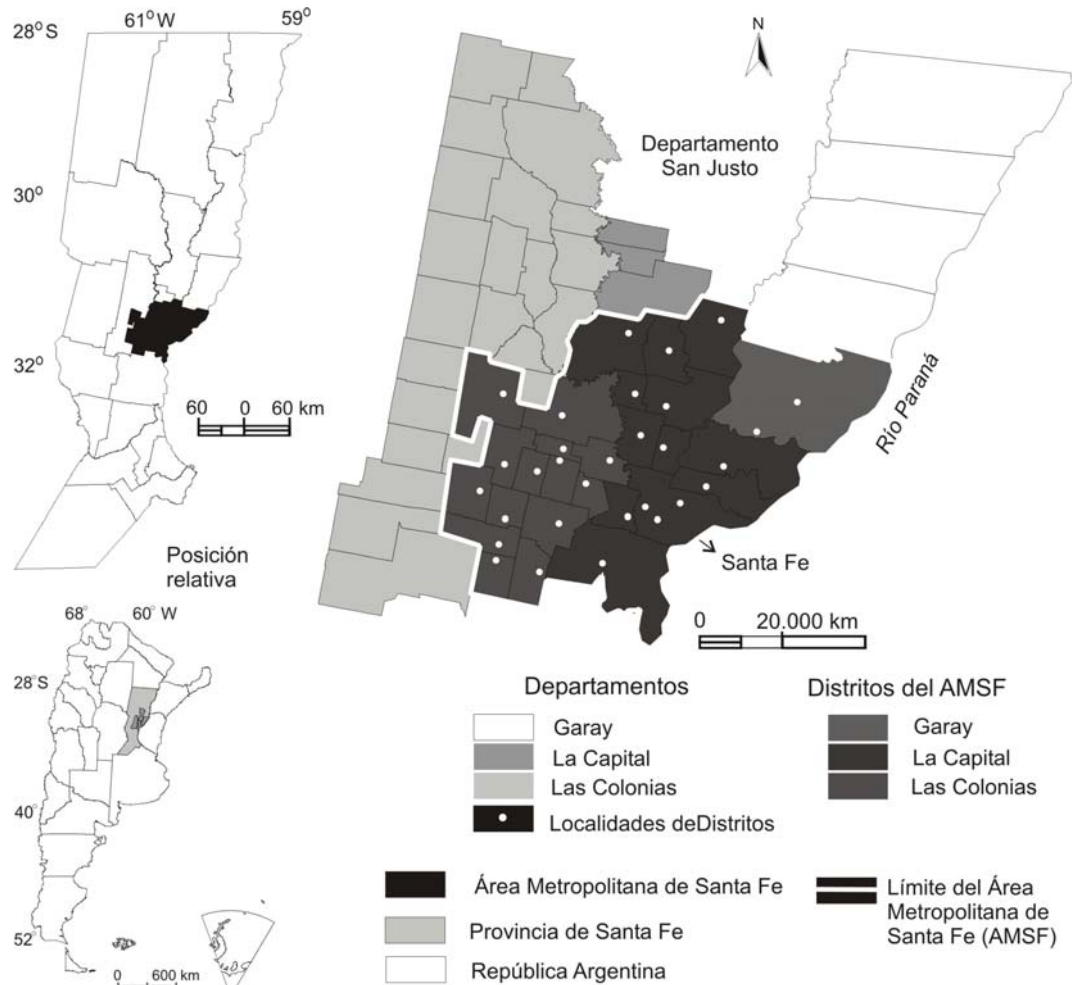 61° W
59°
28° S
30°
32°
60 0 60 km
Posición
relativa
N
Departamento
San Justo
Río Paraná
Santa Fe
0 20.000 km
68° 60° W
28°S
40°
52°
0 600 km
Departamentos
Garay
La Capital
Las Colonias
Localidades deDistritos
Distritos del AMSF
Garay
La Capital
Las Colonias
Área Metropolitana de Santa Fe
Provincia de Santa Fe
República Argentina
Límite del Área
Metropolitana de
Santa Fe (AMSF)